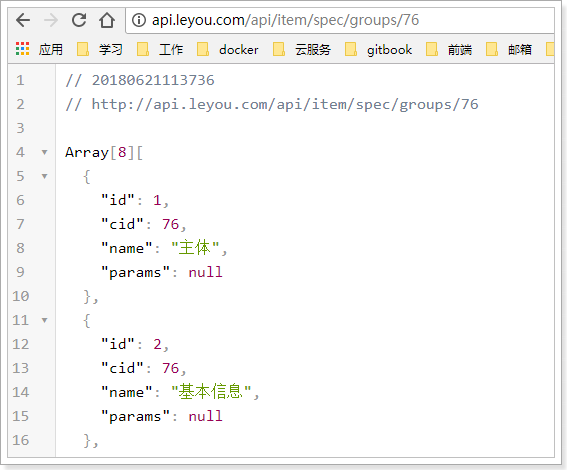 api.leyou.com/api/item/spec/groups/76
应用 学习 工作 docker 云服务 gitbook 前端 邮箱
1 // 20180621113736
2 // http://api.leyou.com/api/item/spec/groups/76
3
4 Array[8][
5 {
6 "id": 1,
7 "cid": 76,
8 "name": "主体",
9 "params": null
10 },
11 {
12 "id": 2,
13 "cid": 76,
14 "name": "基本信息",
15 "params": null
16 },